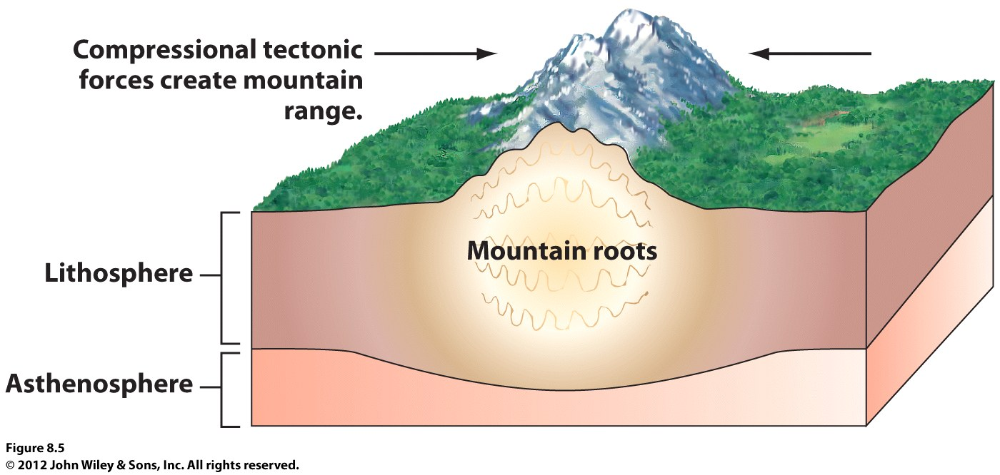 Compressional tectonic
forces create mountain
range.
Mountain roots
Lithosphere
Asthenosphere
Figure 8.5
© 2012 John Wiley & Sons, Inc. All rights reserved.